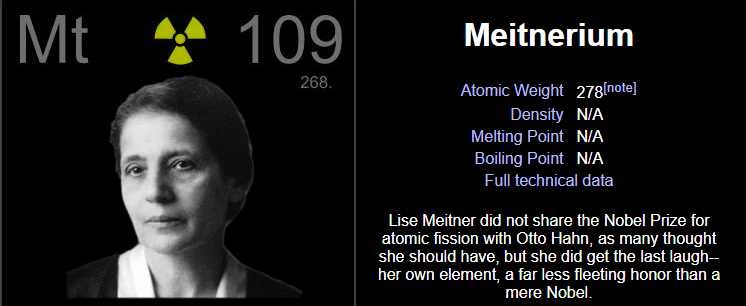 Mt 109
268.
Meitnerium
Atomic Weight 278[note]
Density N/A
Melting Point N/A
Boiling Point N/A
Full technical data
Lise Meitner did not share the Nobel Prize for
atomic fission with Otto Hahn, as many thought
she should have, but she did get the last laugh--
her own element, a far less fleeting honor than a
mere Nobel.